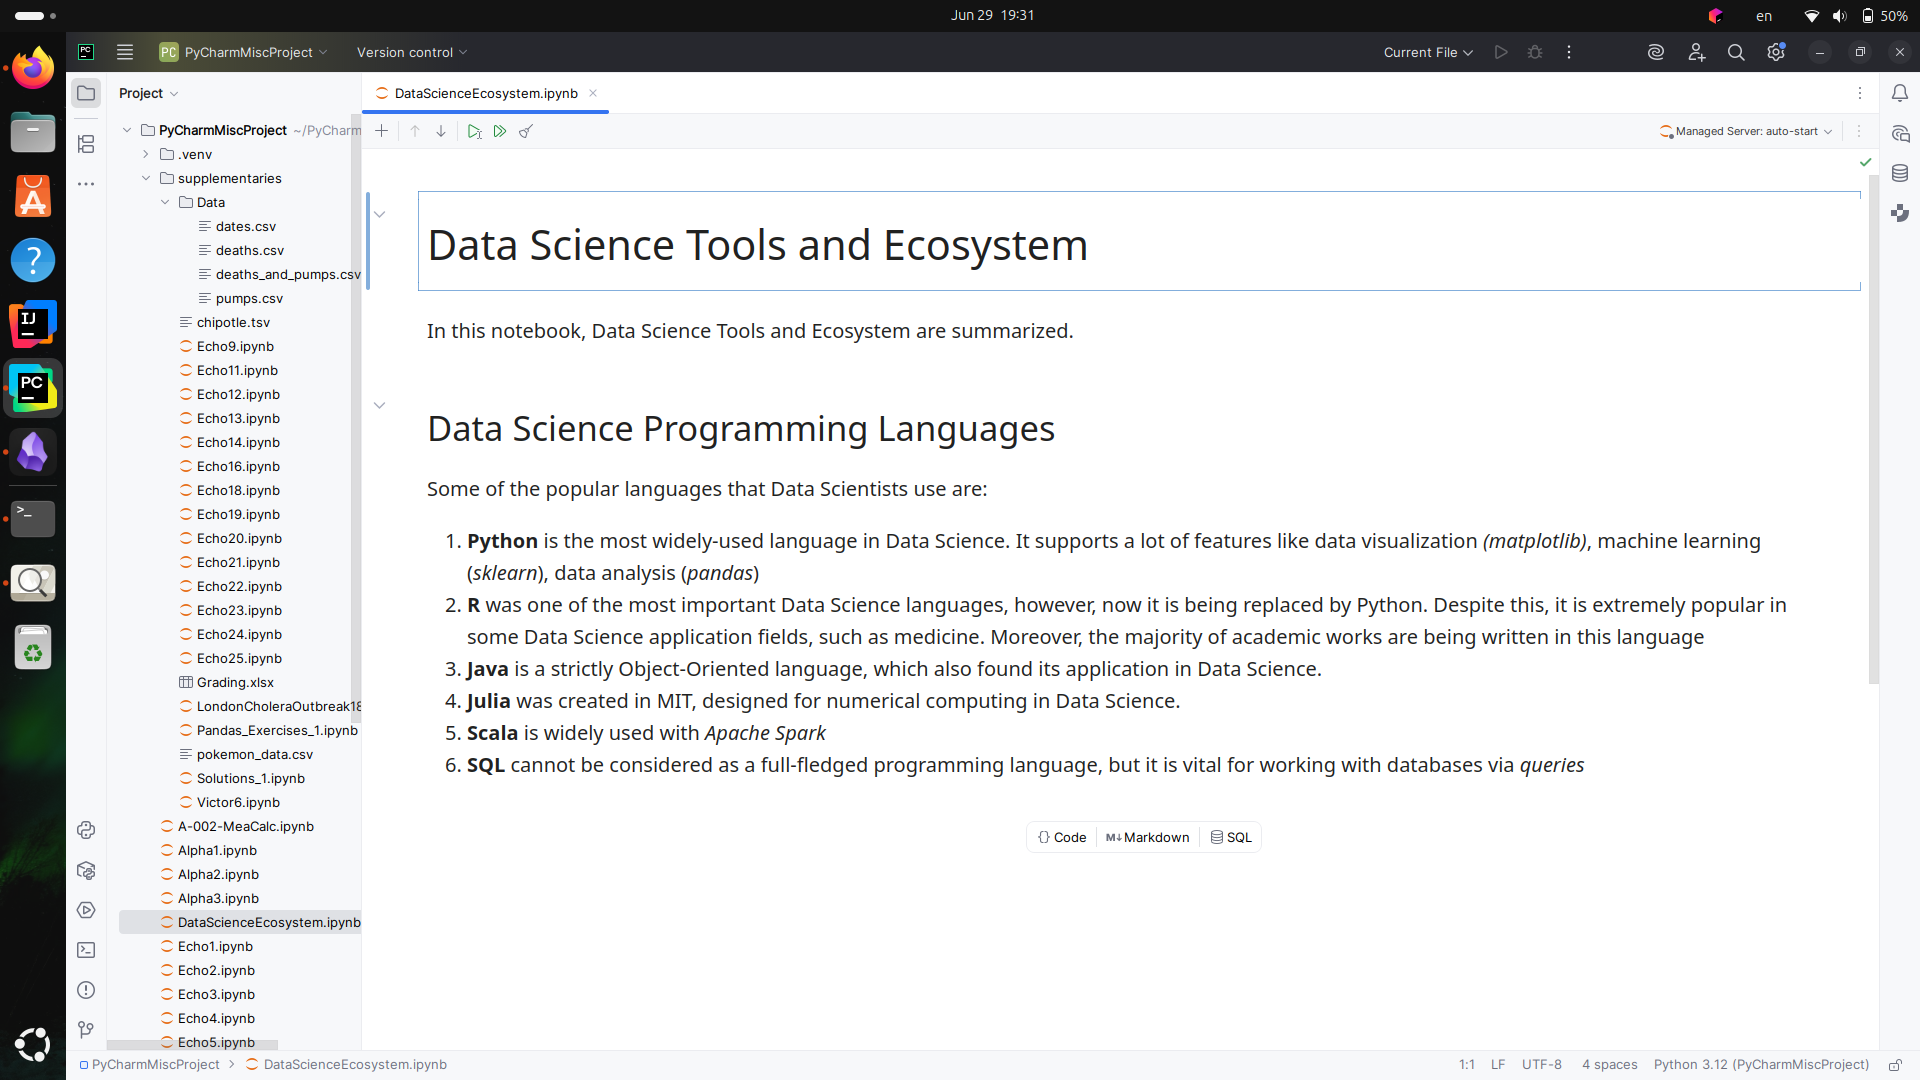 Jun 29 19:31
en
50%
PC
PC PyCharmMiscProject
Version control
Current File
Project
DataScienceEcosystem.ipynb
PyCharmMiscProject ~/PyCharm
Managed Server: auto-start
.venv
supplementaries
Data
dates.csv
deaths.csv
deaths_and_pumps.csv
pumps.csv
chipotle.tsv
Echo9.ipynb
Echo11.ipynb
Echo12.ipynb
Echo13.ipynb
Echo14.ipynb
Echo16.ipynb
Echo18.ipynb
Echo19.ipynb
Echo20.ipynb
Echo21.ipynb
Echo22.ipynb
Echo23.ipynb
Echo24.ipynb
Echo25.ipynb
Grading.xlsx
LondonCholeraOutbreak18
Pandas_Exercises_1.ipynb
pokemon_data.csv
Solutions_1.ipynb
Victor6.ipynb
A-002-MeaCalc.ipynb
Alpha1.ipynb
Alpha2.ipynb
Alpha3.ipynb
DataScienceEcosystem.ipynb
Echo1.ipynb
Echo2.ipynb
Echo3.ipynb
Echo4.ipynb
Echo5.ipynb
IJ
PC
Data Science Tools and Ecosystem
In this notebook, Data Science Tools and Ecosystem are summarized.
Data Science Programming Languages
Some of the popular languages that Data Scientists use are:
1. Python is the most widely-used language in Data Science. It supports a lot of features like data visualization (matplotlib), machine learning
(sklearn), data analysis (pandas)
2. R was one of the most important Data Science languages, however, now it is being replaced by Python. Despite this, it is extremely popular in
some Data Science application fields, such as medicine. Moreover, the majority of academic works are being written in this language
3. Java is a strictly Object-Oriented language, which also found its application in Data Science.
4. Julia was created in MIT, designed for numerical computing in Data Science.
5. Scala is widely used with Apache Spark
6. SQL cannot be considered as a full-fledged programming language, but it is vital for working with databases via queries
{} Code
M↓ Markdown
SQL
PyCharmMiscProject > DataScienceEcosystem.ipynb
1:1 LF UTF-8 4 spaces Python 3.12 (PyCharmMiscProject)